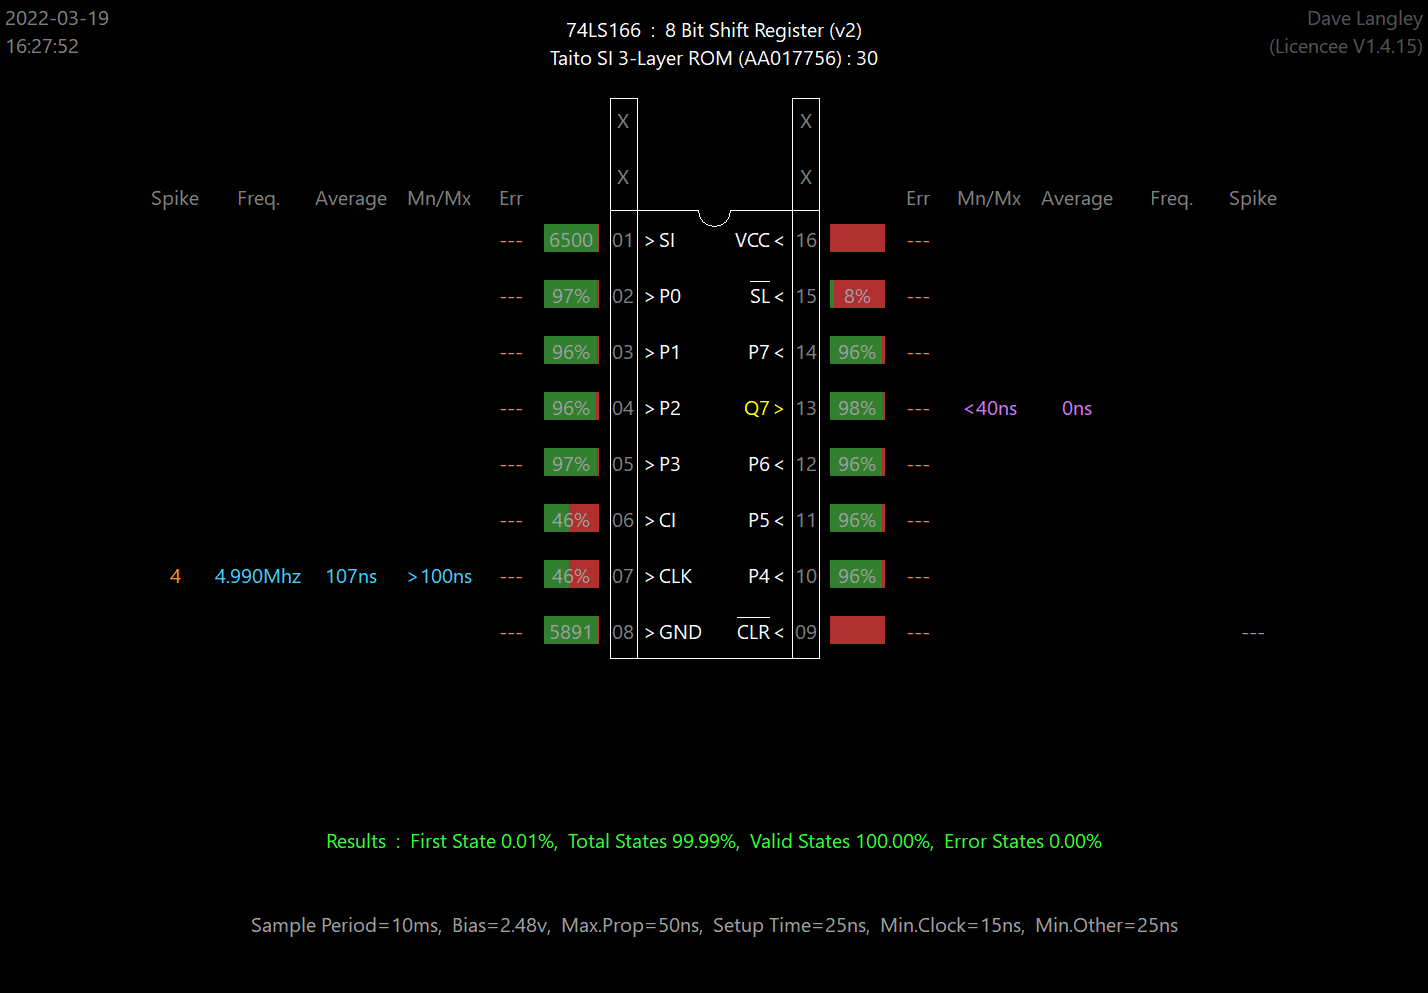 2022-03-19 74LS166 : 8 Bit Shift Register (v2) Dave Langley
16:27:52 Taito SI 3-Layer ROM (AA017756) : 30 (Licencee V1.4.15)
X X
X X
Spike Freq. Average Mn/Mx Err Err Mn/Mx Average Freq. Spike
--- 6500 01 >SI VCC< 16 ---
--- 97% 02 >P0 SL< 15 8% ---
--- 96% 03 >P1 P7< 14 96% ---
--- 96% 04 >P2 Q7> 13 98% --- <40ns 0ns
--- 97% 05 >P3 P6< 12 96% ---
--- 46% 06 >CI P5< 11 96% ---
4 4.990Mhz 107ns >100ns --- 46% 07 >CLK P4< 10 96% ---
--- 5891 08 >GND CLR< 09 --- ---
Results : First State 0.01%, Total States 99.99%, Valid States 100.00%, Error States 0.00%
Sample Period=10ms, Bias=2.48v, Max.Prop=50ns, Setup Time=25ns, Min.Clock=15ns, Min.Other=25ns